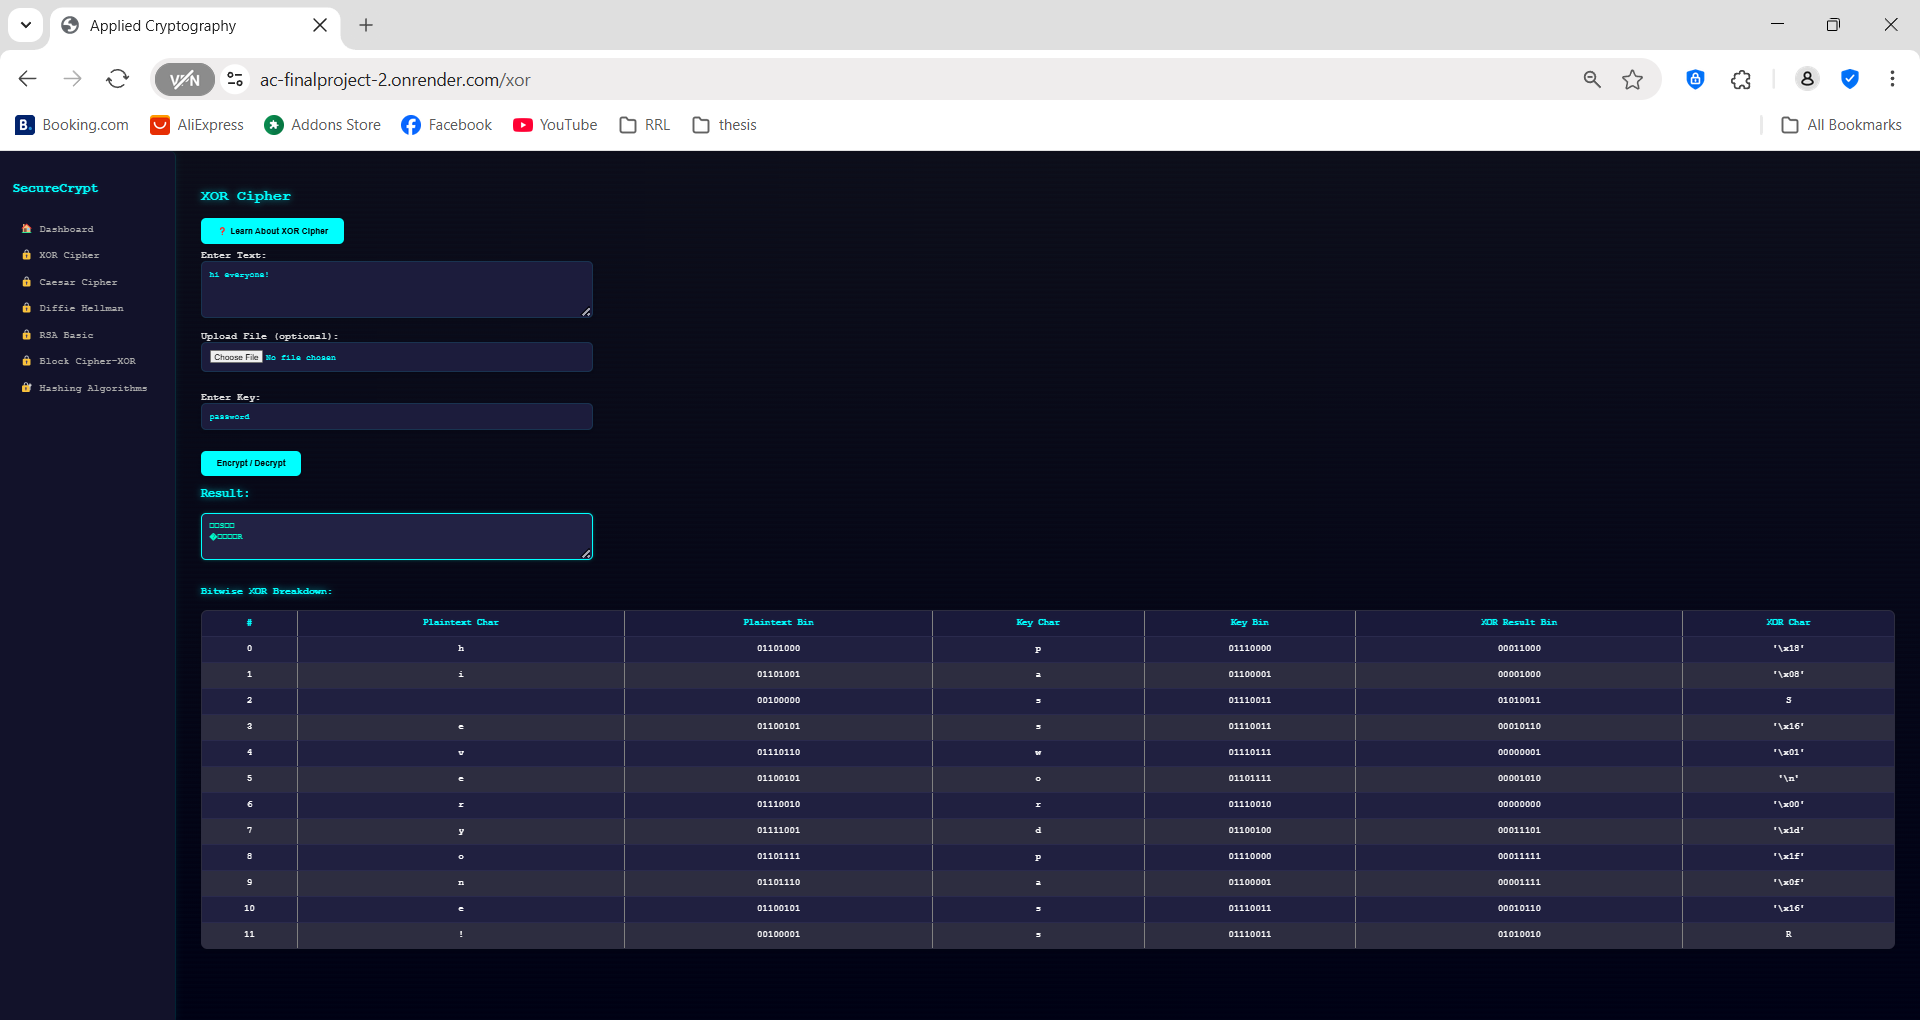 Applied Cryptography
VPN
ac-finalproject-2.onrender.com/xor
Booking.com AliExpress Addons Store Facebook YouTube RRL thesis All Bookmarks
SecureCrypt
Dashboard
XOR Cipher
Caesar Cipher
Diffie Hellman
RSA Basic
Block Cipher-XOR
Hashing Algorithms
XOR Cipher
❓ Learn About XOR Cipher
Enter Text:
hi everyone!
Upload File (optional):
Choose File No file chosen
Enter Key:
password
Encrypt / Decrypt
Result:
□□S□□
�□□□□R
Bitwise XOR Breakdown:
# Plaintext Char Plaintext Bin Key Char Key Bin XOR Result Bin XOR Char
0 h 01101000 p 01110000 00011000 '\x18'
1 i 01101001 a 01100001 00001000 '\x08'
2 00100000 s 01110011 01010011 S
3 e 01100101 s 01110011 00010110 '\x16'
4 v 01110110 w 01110111 00000001 '\x01'
5 e 01100101 o 01101111 00001010 '\n'
6 r 01110010 r 01110010 00000000 '\x00'
7 y 01111001 d 01100100 00011101 '\x1d'
8 o 01101111 p 01110000 00011111 '\x1f'
9 n 01101110 a 01100001 00001111 '\x0f'
10 e 01100101 s 01110011 00010110 '\x16'
11 ! 00100001 s 01110011 01010010 R